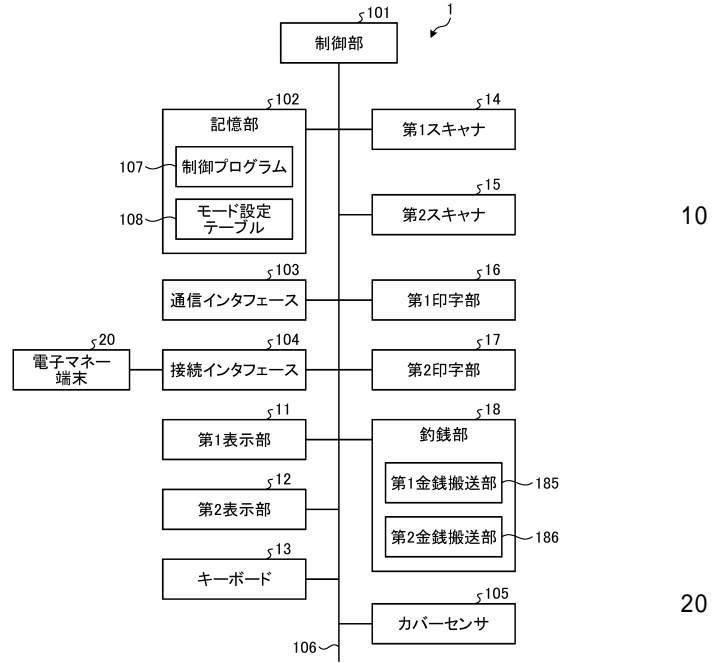 101
1
制御部
102
記憶部
107
制御プログラム
108
モード設定
テーブル
14
第1スキャナ
15
第2スキャナ
10
103
通信インタフェース
16
第1印字部
20
電子マネー
端末
104
接続インタフェース
17
第2印字部
11
第1表示部
18
釣銭部
第1金銭搬送部
185
第2金銭搬送部
186
12
第2表示部
13
キーボード
105
カバーセンサ
20
106